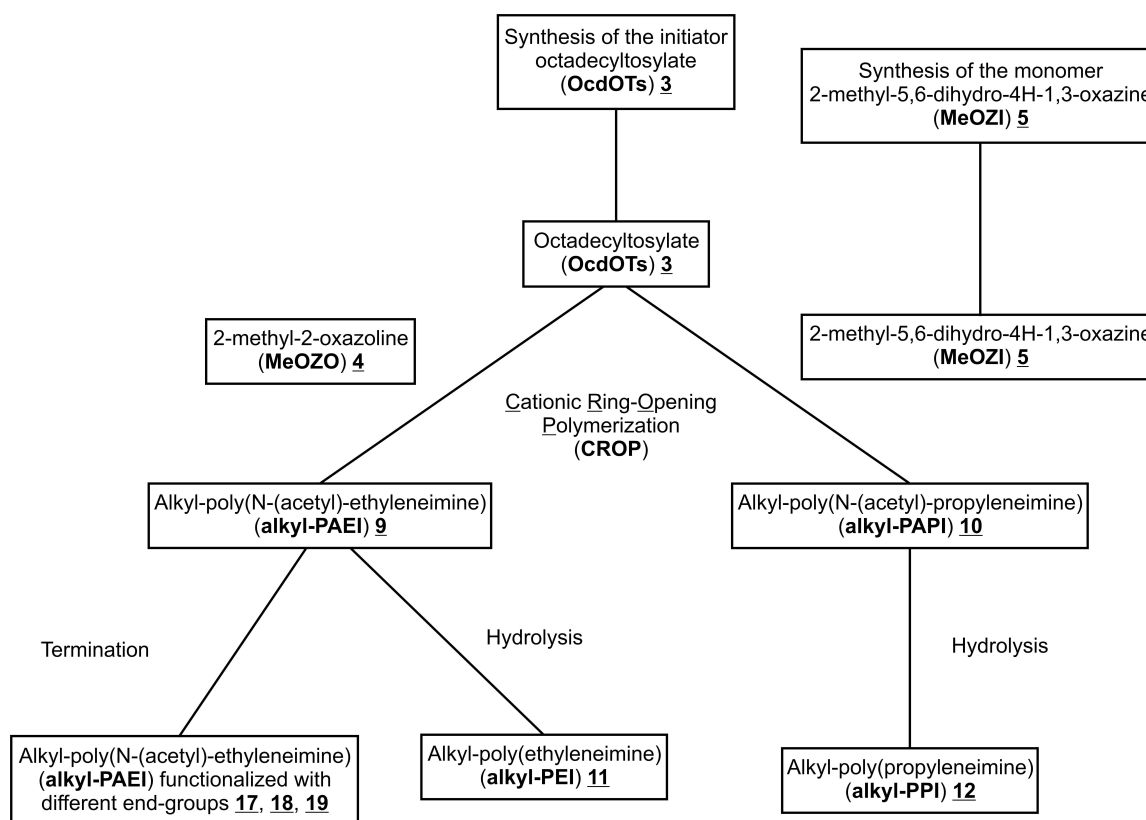 Synthesis of the initiator
octadecyltosylate
(OcdOTs) 3
Synthesis of the monomer
2-methyl-5,6-dihydro-4H-1,3-oxazine
(MeOZI) 5
Octadecyltosylate
(OcdOTs) 3
2-methyl-2-oxazoline
(MeOZO) 4
2-methyl-5,6-dihydro-4H-1,3-oxazine
(MeOZI) 5
Cationic Ring-Opening
Polymerization
(CROP)
Alkyl-poly(N-(acetyl)-ethyleneimine)
(alkyl-PAEI) 9
Alkyl-poly(N-(acetyl)-propyleneimine)
(alkyl-PAPI) 10
Termination
Hydrolysis
Hydrolysis
Alkyl-poly(N-(acetyl)-ethyleneimine)
(alkyl-PAEI) functionalized with
different end-groups 17, 18, 19
Alkyl-poly(ethyleneimine)
(alkyl-PEI) 11
Alkyl-poly(propyleneimine)
(alkyl-PPI) 12